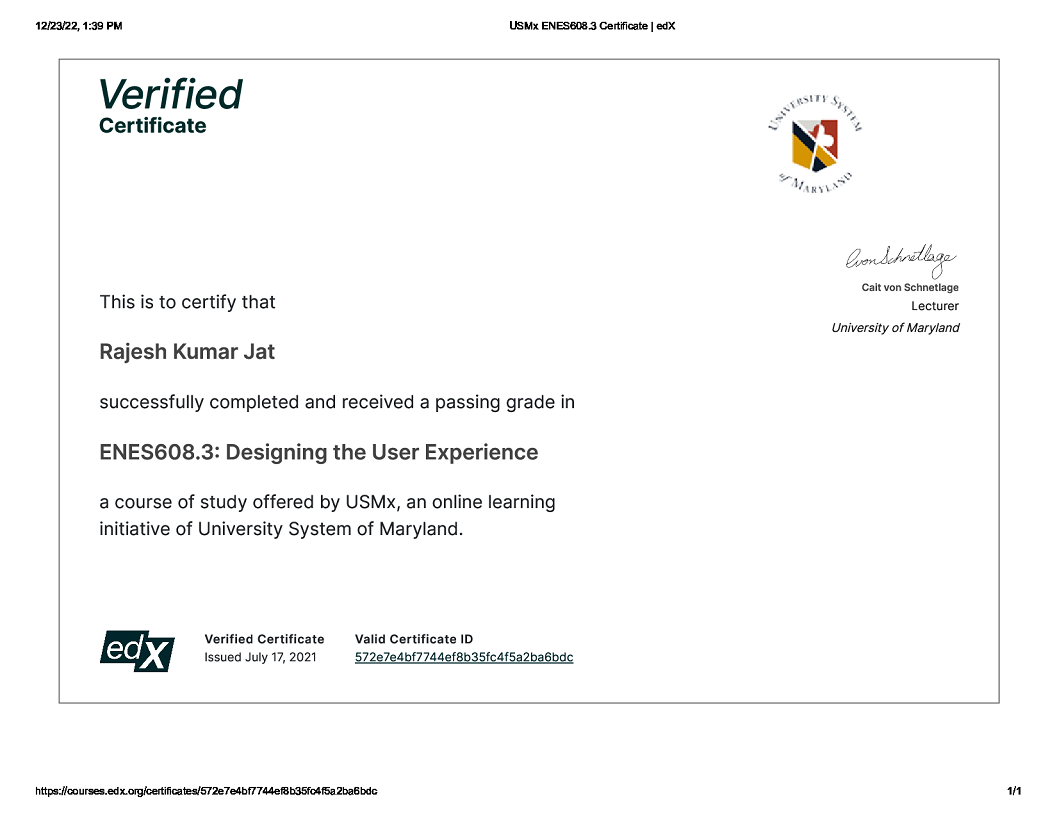 12/23/22, 1:39 PM
USMx ENES608.3 Certificate | edX
Verified
Certificate
UNIVERSITY SYSTEM
of MARYLAND
CvonSchnetlage
Cait von Schnetlage
Lecturer
University of Maryland
This is to certify that
Rajesh Kumar Jat
successfully completed and received a passing grade in
ENES608.3: Designing the User Experience
a course of study offered by USMx, an online learning
initiative of University System of Maryland.
edX
Verified Certificate
Issued July 17, 2021
Valid Certificate ID
572e7e4bf7744ef8b35fc4f5a2ba6bdc
https://courses.edx.org/certificates/572e7e4bf7744ef8b35fc4f5a2ba6bdc
1/1